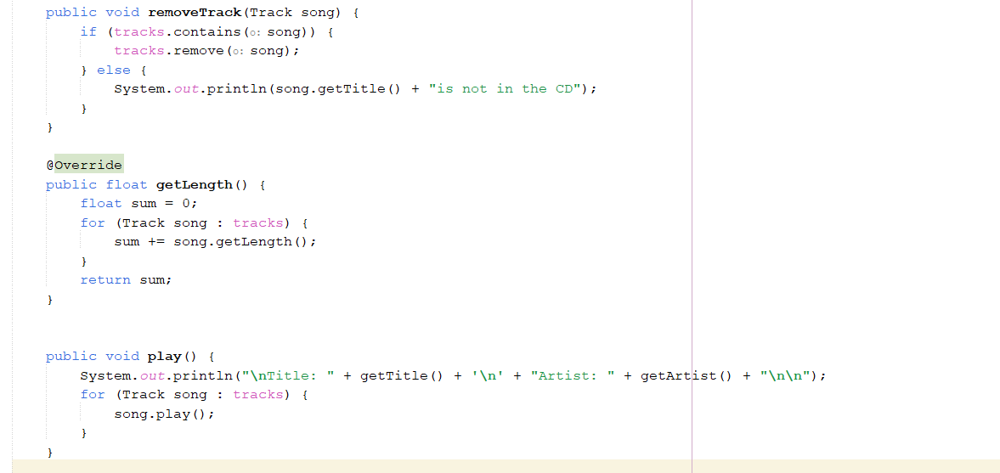 public void removeTrack(Track song) {
    if (tracks.contains(o: song)) {
        tracks.remove(o: song);
    } else {
        System.out.println(song.getTitle() + "is not in the CD");
    }
}
@Override
public float getLength() {
    float sum = 0;
    for (Track song : tracks) {
        sum += song.getLength();
    }
    return sum;
}
public void play() {
    System.out.println("\nTitle: " + getTitle() + '\n' + "Artist: " + getArtist() + "\n\n");
    for (Track song : tracks) {
        song.play();
    }
}